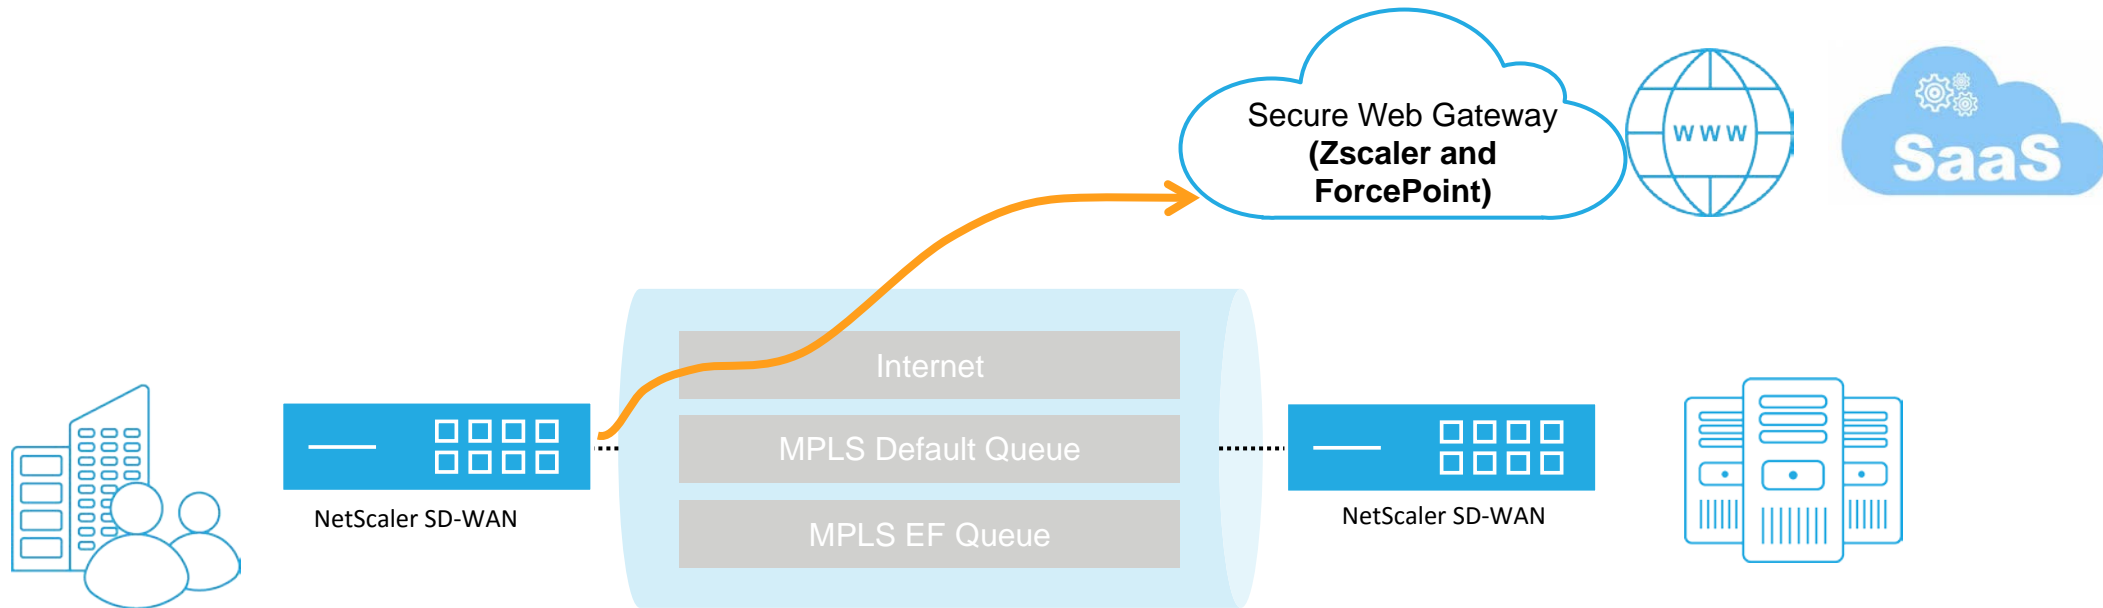 Secure Web Gateway
(Zscaler and
ForcePoint)
WWW
SaaS
Internet
MPLS Default Queue
MPLS EF Queue
NetScaler SD-WAN
NetScaler SD-WAN